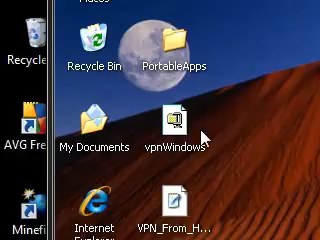 Recycle Bin
PortableApps
Recycle
AVG Fre
My Documents
vpnWindows
Minefi
Internet
VPN_From_H...
Explorer